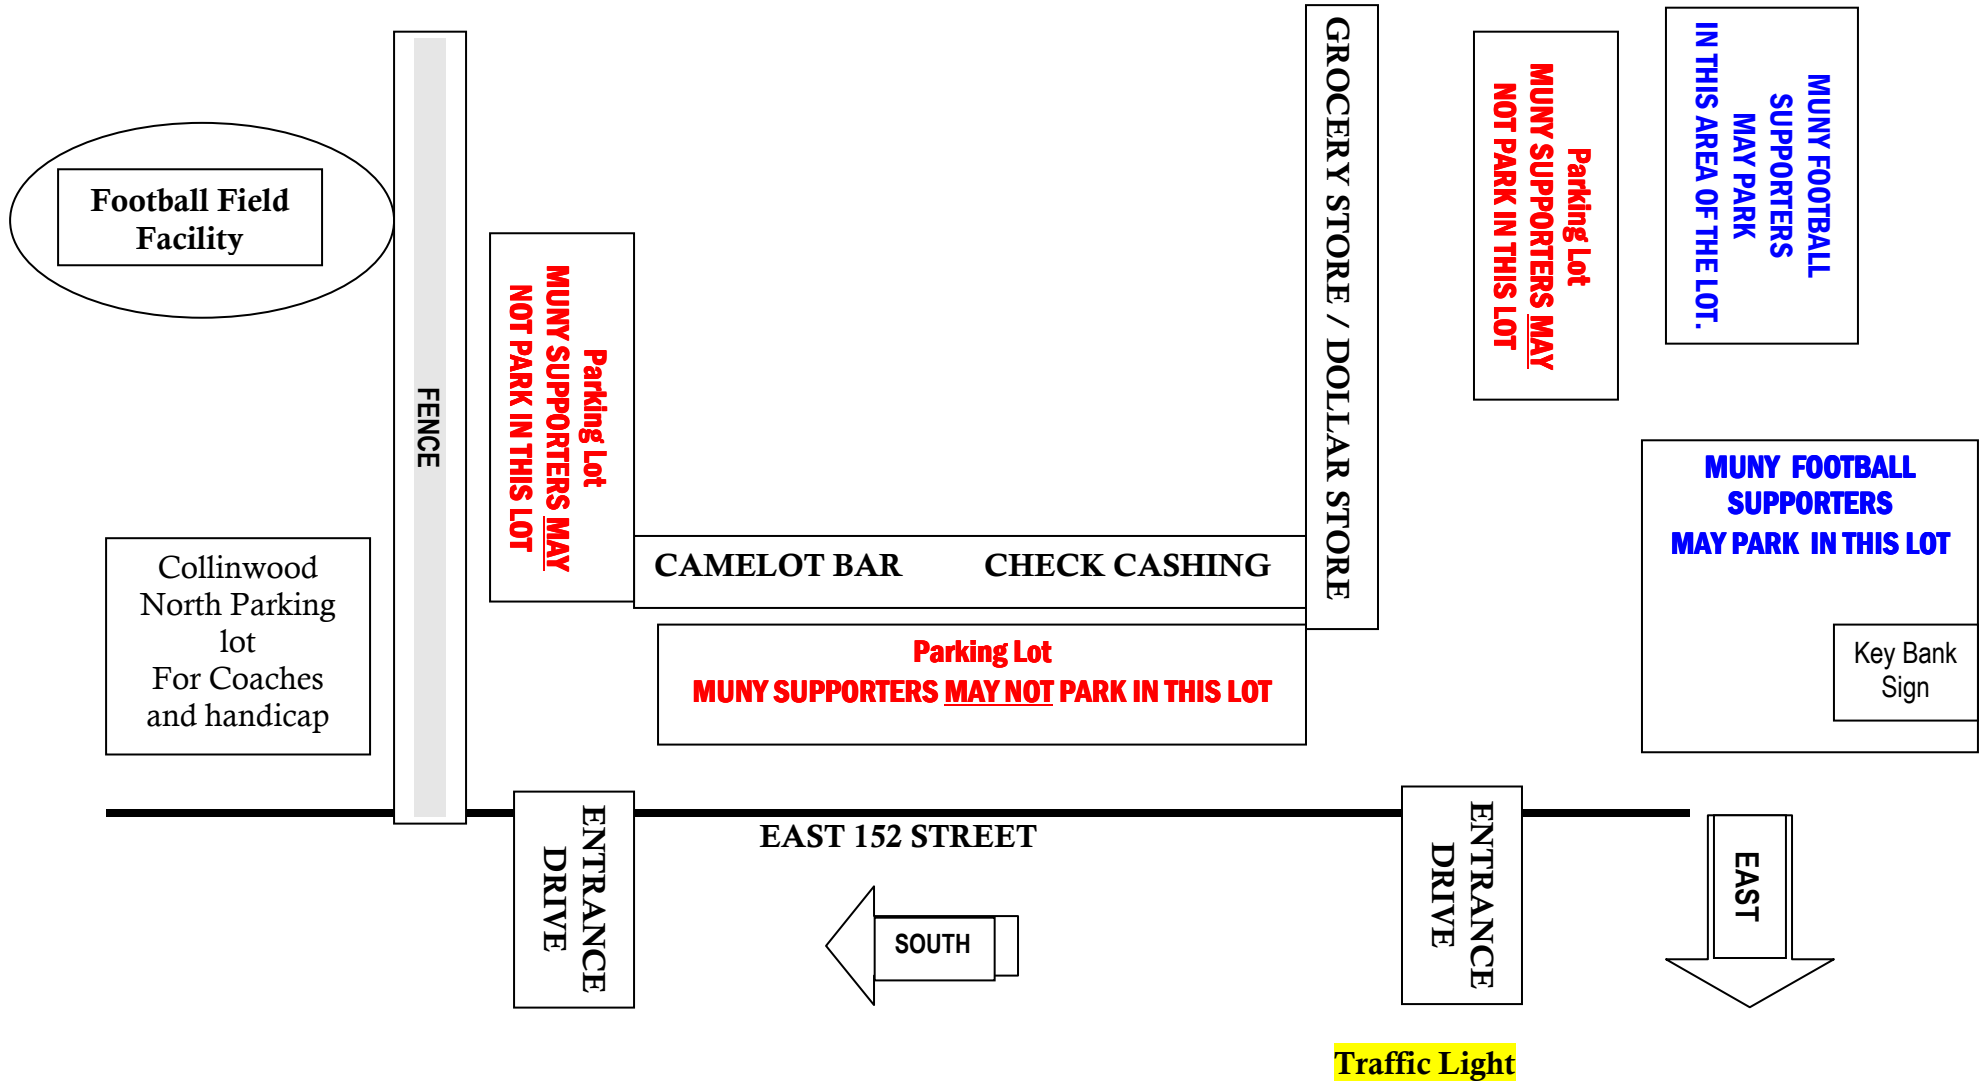 Football Field
Facility
FENCE
Collinwood
North Parking
lot
For Coaches
and handicap
Parking Lot
MUNY SUPPORTERS MAY
NOT PARK IN THIS LOT
CAMELOT BAR CHECK CASHING
GROCERY STORE / DOLLAR STORE
Parking Lot
MUNY SUPPORTERS MAY NOT PARK IN THIS LOT
Parking Lot
MUNY SUPPORTERS MAY
NOT PARK IN THIS LOT
MUNY FOOTBALL
SUPPORTERS
MAY PARK
IN THIS AREA OF THE LOT.
MUNY FOOTBALL
SUPPORTERS
MAY PARK IN THIS LOT
Key Bank
Sign
ENTRANCE
DRIVE
EAST 152 STREET
SOUTH
ENTRANCE
DRIVE
EAST
Traffic Light